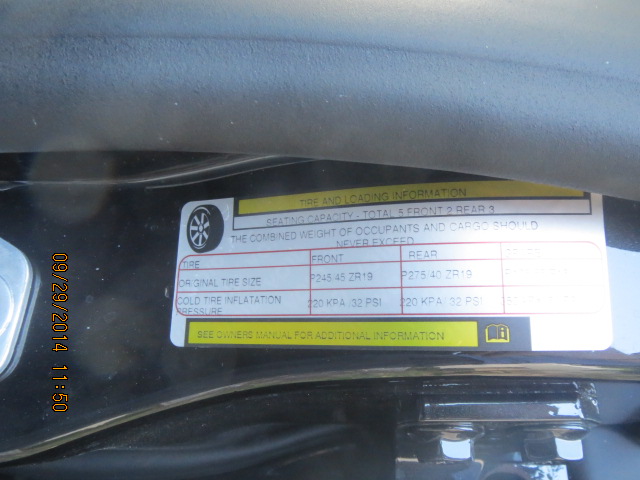 TIRE AND LOADING INFORMATION
SEATING CAPACITY - TOTAL 5 FRONT 2 REAR 3
THE COMBINED WEIGHT OF OCCUPANTS AND CARGO SHOULD
NEVER EXCEED
TIRE FRONT REAR
ORIGINAL TIRE SIZE P245/45 ZR19 P275/40 ZR19
COLD TIRE INFLATATION PRESSURE 220 KPA/ 32 PSI 220 KPA/ 32 PSI
SEE OWNERS MANUAL FOR ADDITIONAL INFORMATION
09/29/2014 11:50